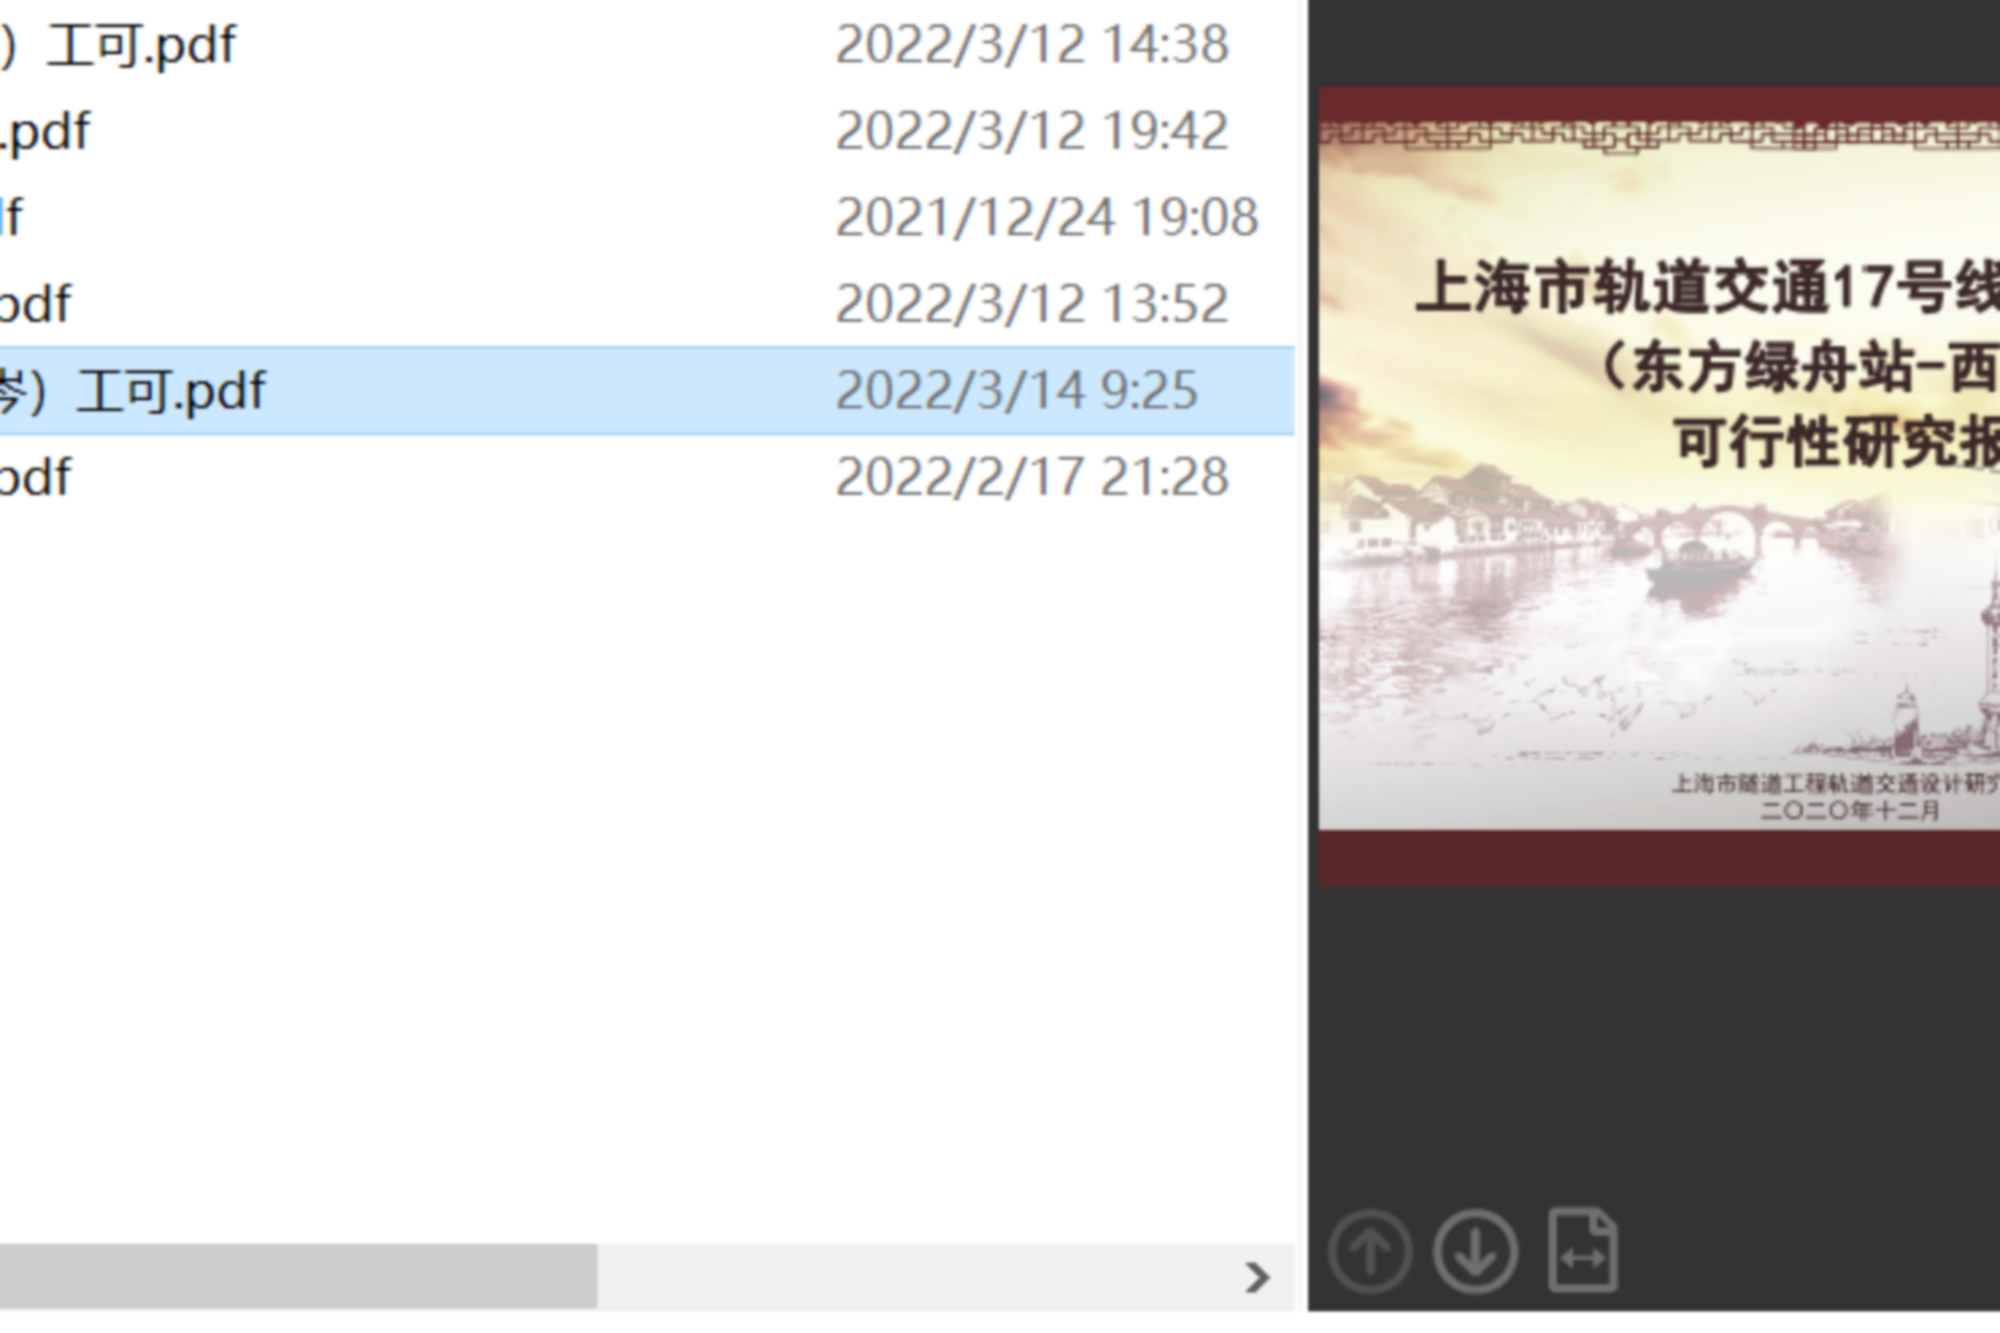 ）工可.pdf 2022/3/12 14:38
.pdf 2022/3/12 19:42
df 2021/12/24 19:08
pdf 2022/3/12 13:52
岑）工可.pdf 2022/3/14 9:25
pdf 2022/2/17 21:28
上海市轨道交通17号线
（东方绿舟站-西
可行性研究报
上海市隧道工程轨道交通设计研究
二〇二〇年十二月